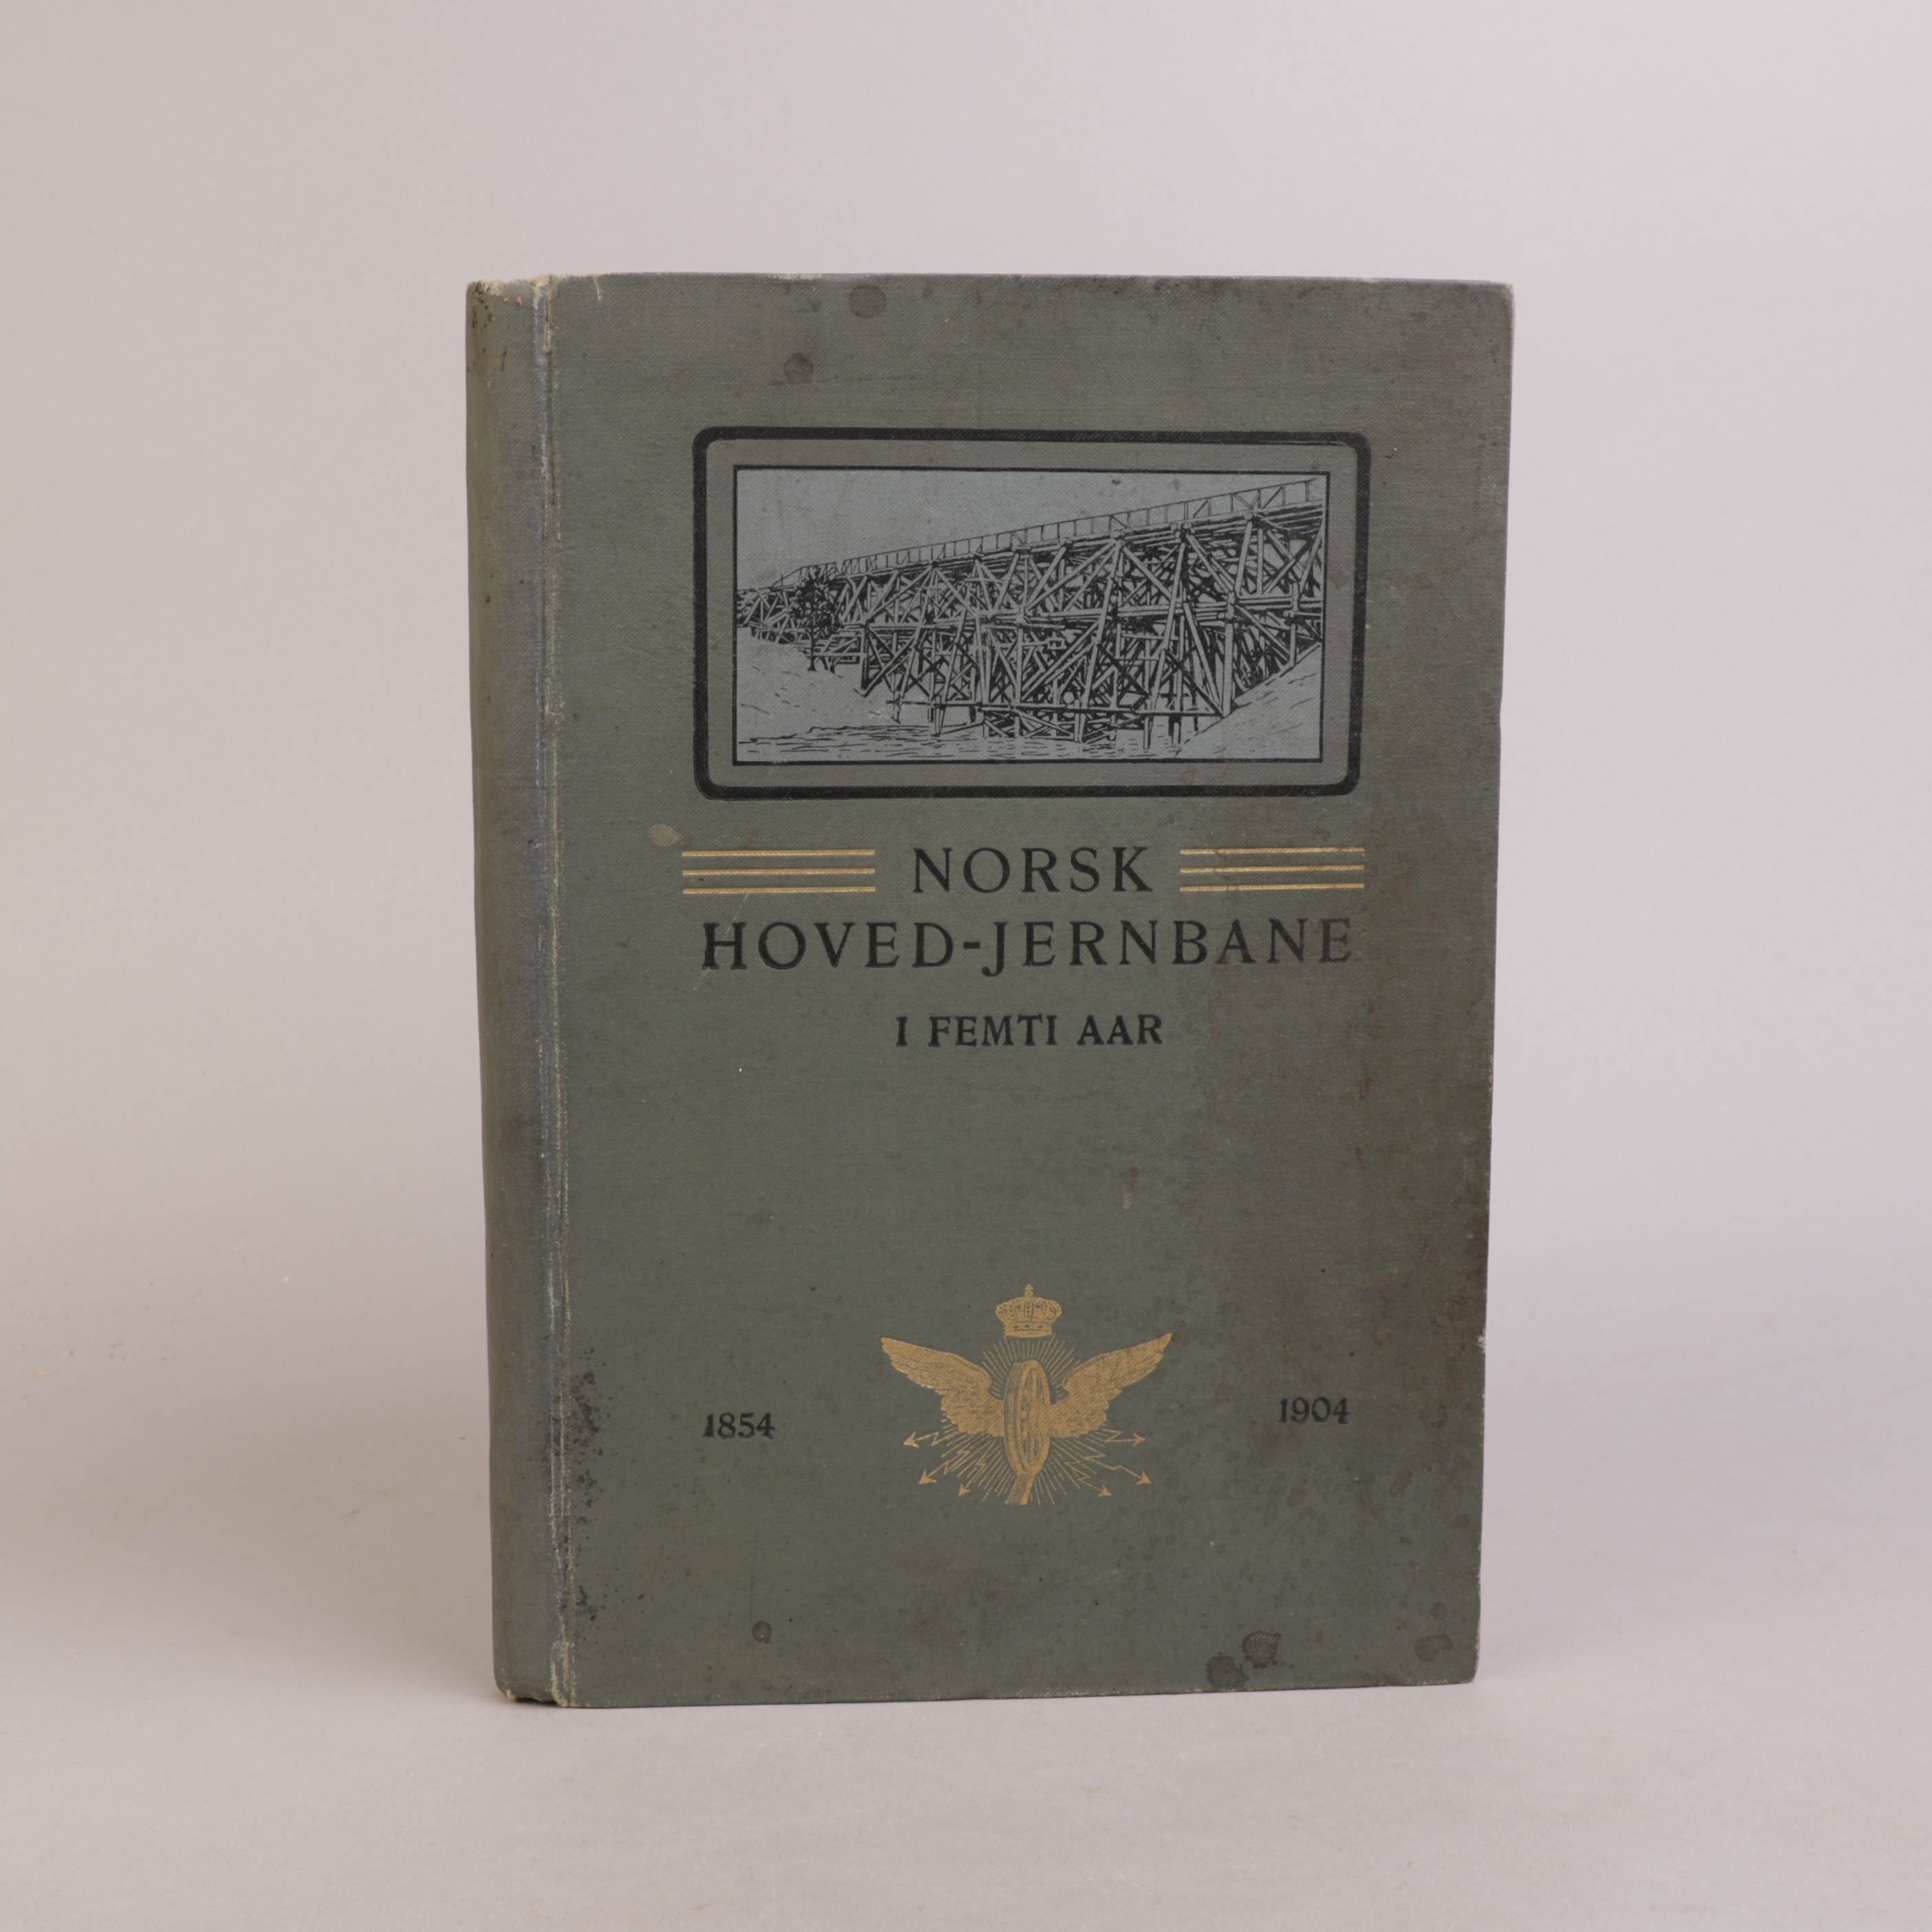 NORSK
HOVED-JERNBANE
I FEMTI AAR
1854 1904